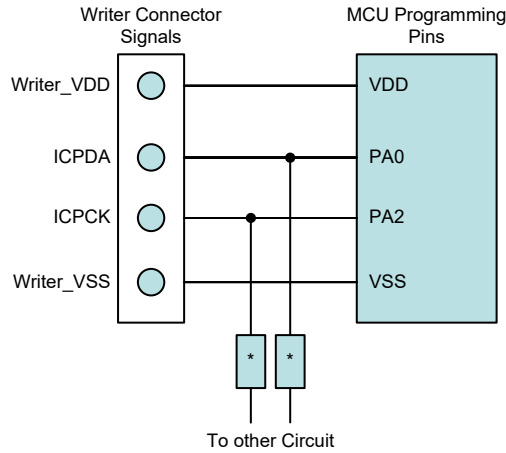 Writer Connector
Signals
MCU Programming
Pins
Writer_VDD
VDD
ICPDA
PA0
ICPCK
PA2
Writer_VSS
VSS
*
*
To other Circuit